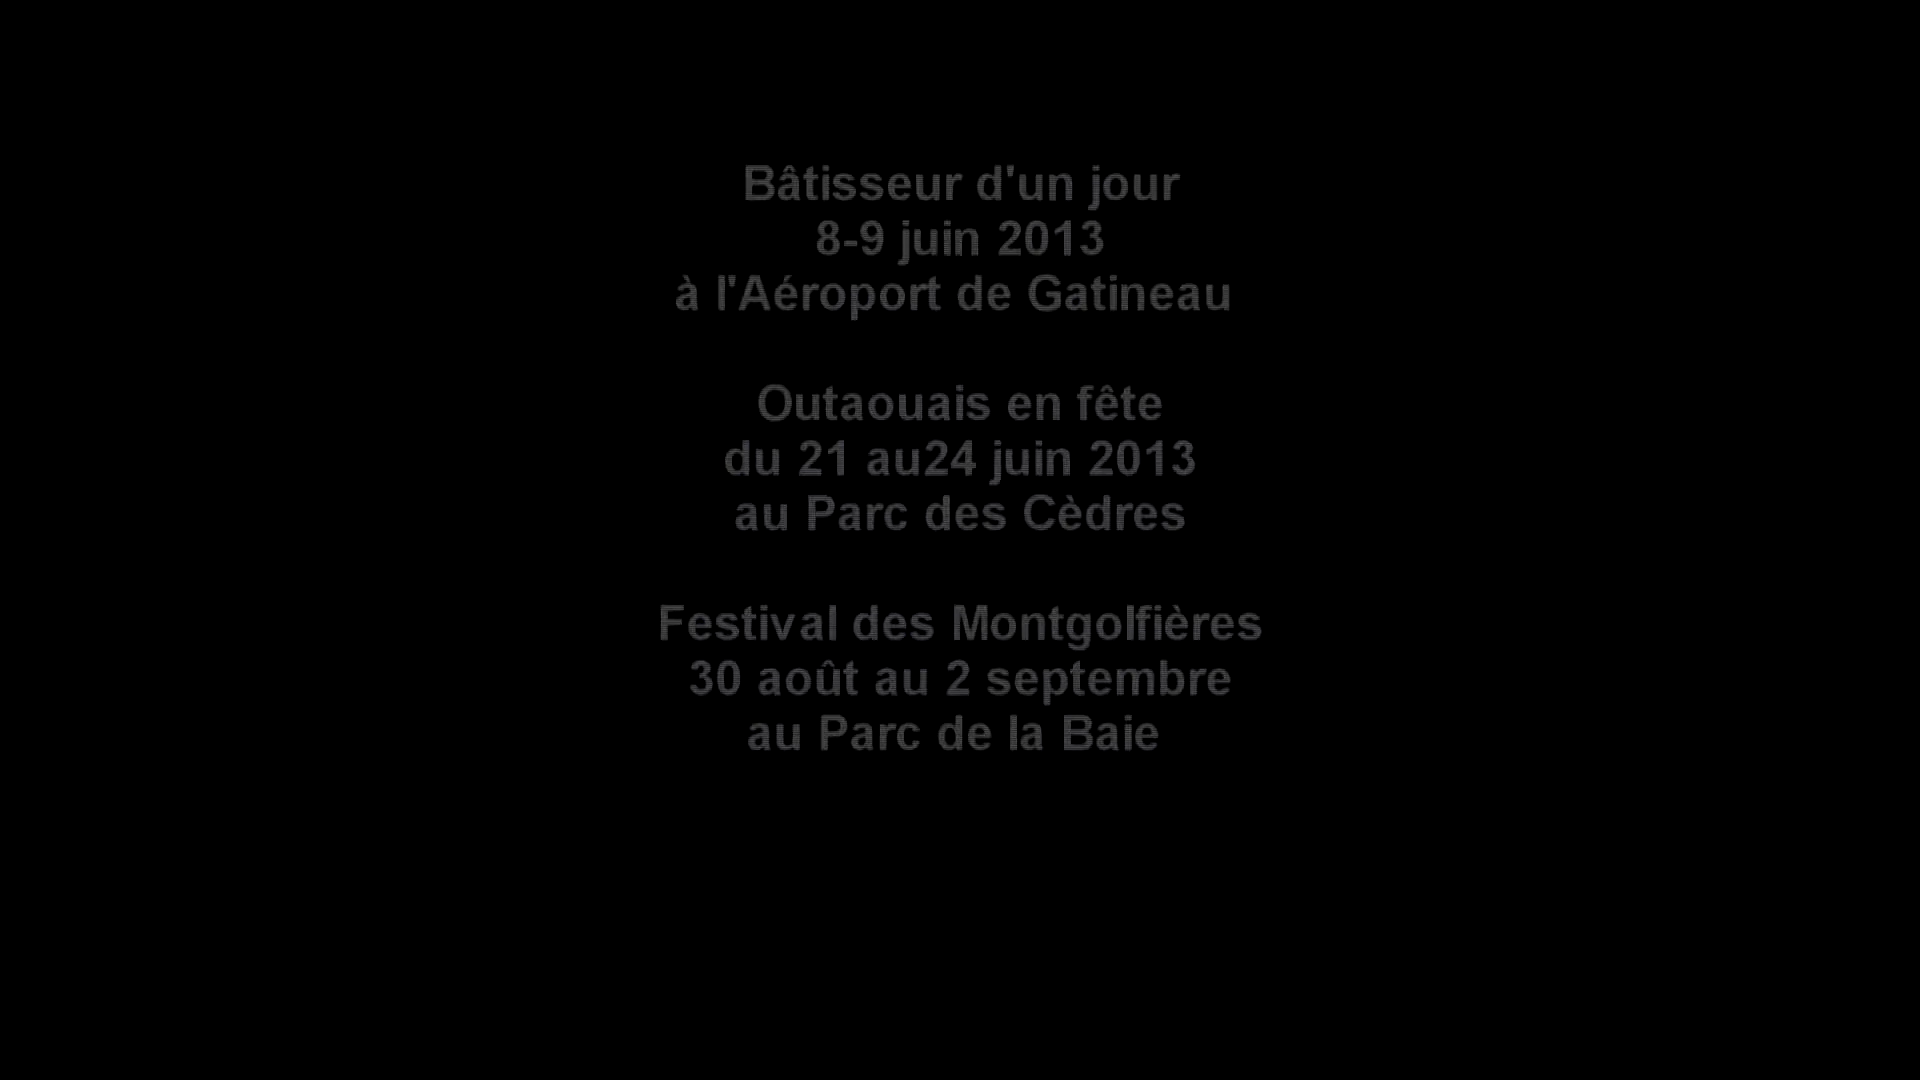 Bâtisseur d'un jour
8-9 juin 2013
à l'Aéroport de Gatineau
Outaouais en fête
du 21 au24 juin 2013
au Parc des Cèdres
Festival des Montgolfières
30 août au 2 septembre
au Parc de la Baie